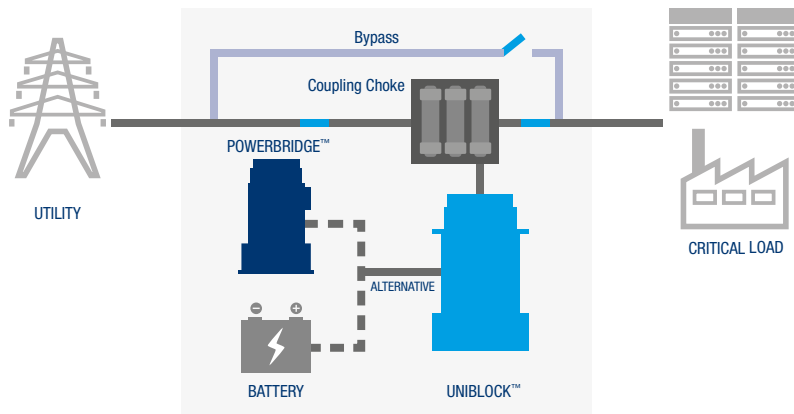 Bypass
Coupling Choke
POWERBRIDGE™
UTILITY
CRITICAL LOAD
ALTERNATIVE
BATTERY
UNIBLOCK™